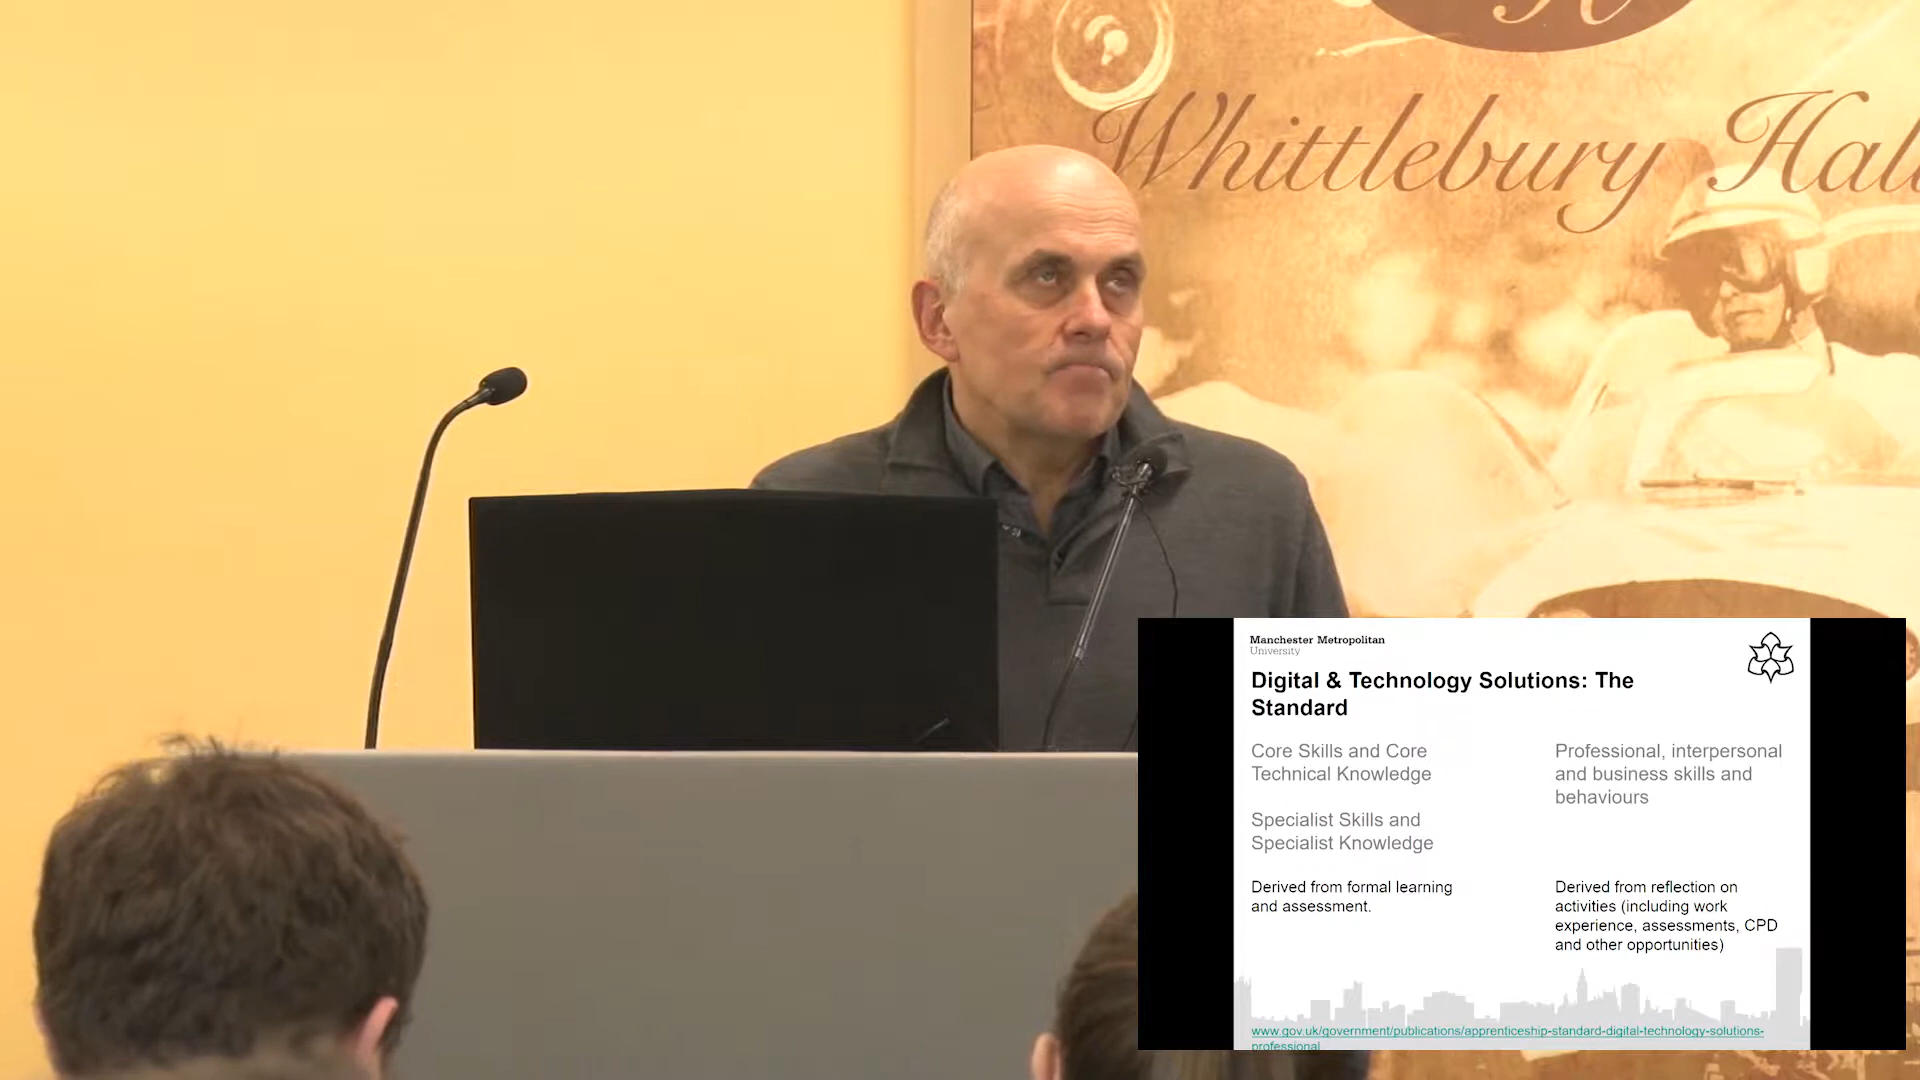 Whittlebury Hall
Manchester Metropolitan
University
Digital & Technology Solutions: The
Standard
Core Skills and Core
Technical Knowledge
Specialist Skills and
Specialist Knowledge
Derived from formal learning
and assessment.
Professional, interpersonal
and business skills and
behaviours
Derived from reflection on
activities (including work
experience, assessments, CPD
and other opportunities)
www.gov.uk/government/publications/apprenticeship-standard-digital-technology-solutions-
professional